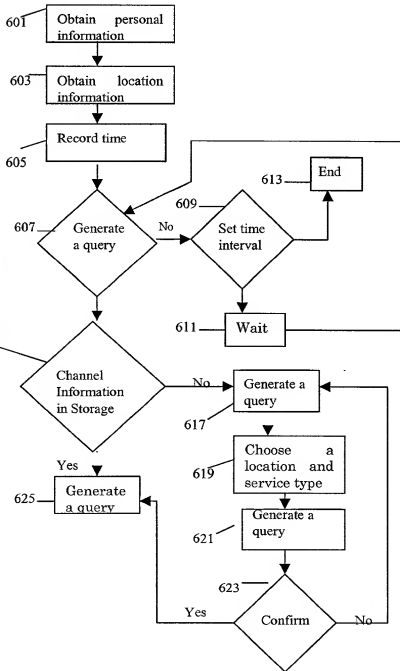 601
Obtain personal
information
603
Obtain location
information
605
Record time
607
Generate
a query
No
609
Set time
interval
613
End
611
Wait
Channel
Information
in Storage
No
Generate a
query
617
Yes
619
Choose a
location and
service type
625
Generate
a query
621
Generate a
query
623
Confirm
Yes
No